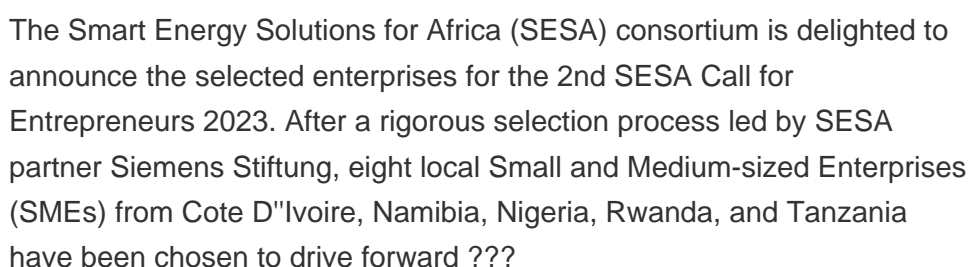 The Smart Energy Solutions for Africa (SESA) consortium is delighted to
announce the selected enterprises for the 2nd SESA Call for
Entrepreneurs 2023. After a rigorous selection process led by SESA
partner Siemens Stiftung, eight local Small and Medium-sized Enterprises
(SMEs) from Cote D''Ivoire, Namibia, Nigeria, Rwanda, and Tanzania
have been chosen to drive forward ???